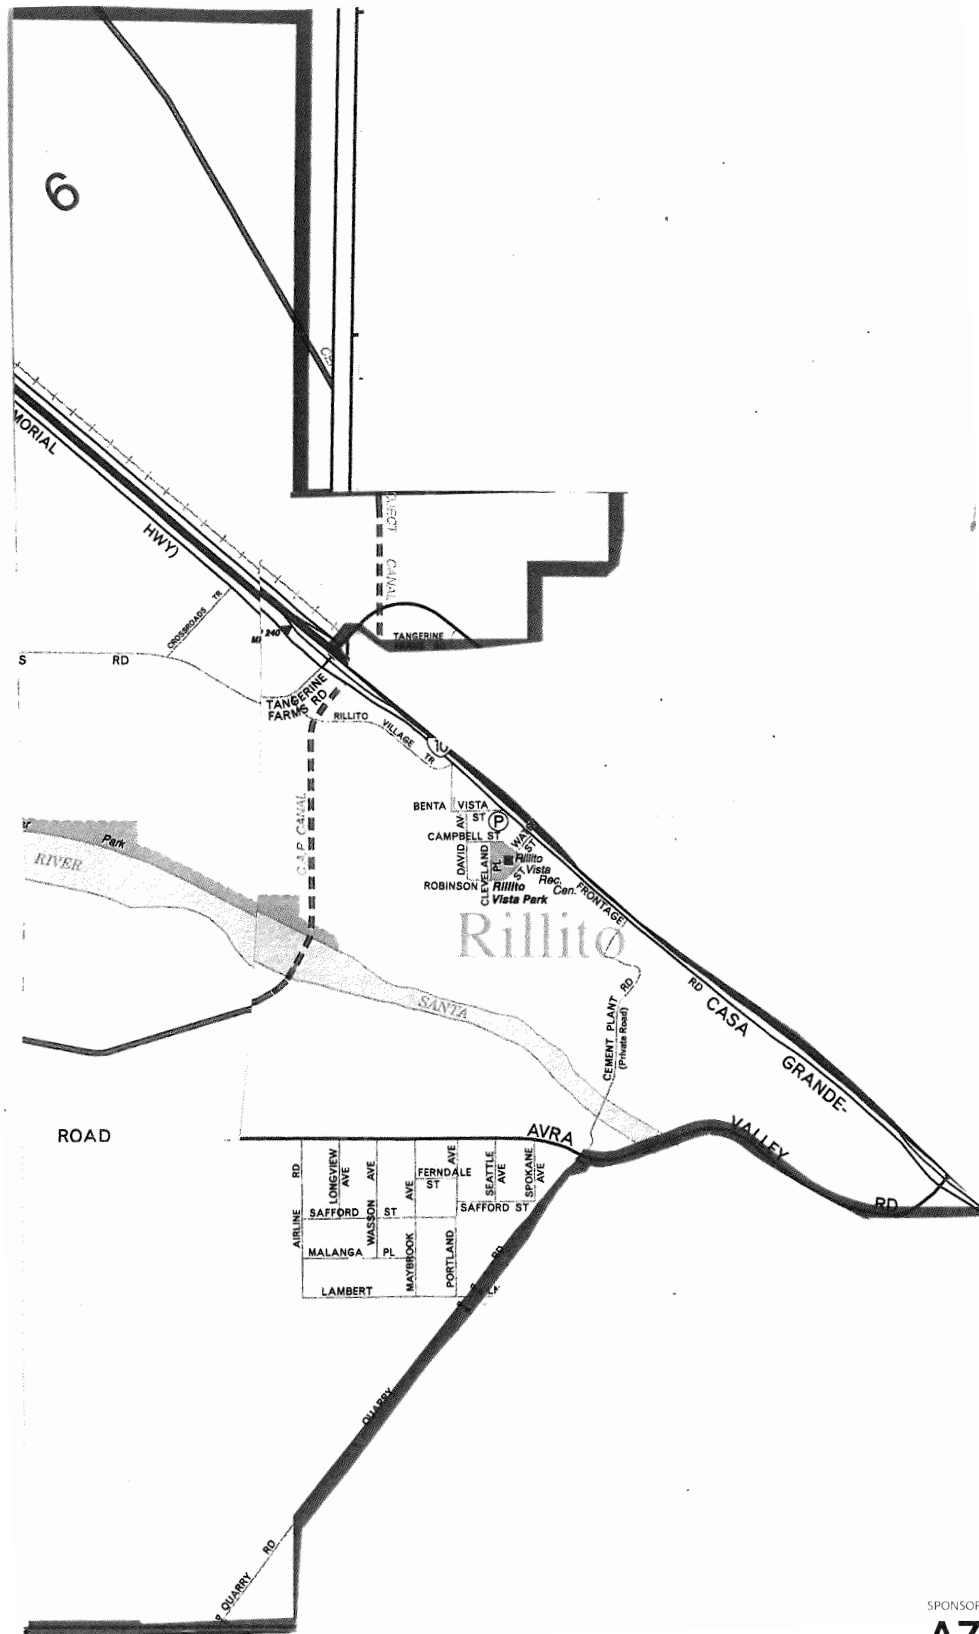 6
MORIAL
HWY)
CANAL
CROSSROADS TR
240
TANGERINE
S RD
TANGERINE
FARMS RD
RILLITO VILLAGE TR
10
BENTA VISTA
ST
P
CAMPBELL ST
DAVID AV
CLEVELAND PL
ROBINSON
WATSON ST
Rillito
Vista
Rec.
Cen.
Rillito
Vista Park
FRONTAGE RD
C.A.P. CANAL
Park
RIVER
Rillito
SANTA
CEMENT PLANT RD
(Private Road)
CASA GRANDE-
ROAD
AVRA VALLEY RD
AIRLINE RD
LONGVIEW AVE
WASSON AVE
MAYBROOK AVE
FERNDALE
ST
PORTLAND AVE
SEATTLE AVE
SPOKANE AVE
SAFFORD ST
SAFFORD ST
MALANGA PL
LAMBERT LN
RD
QUARRY
QUARRY RD
SPONSOR